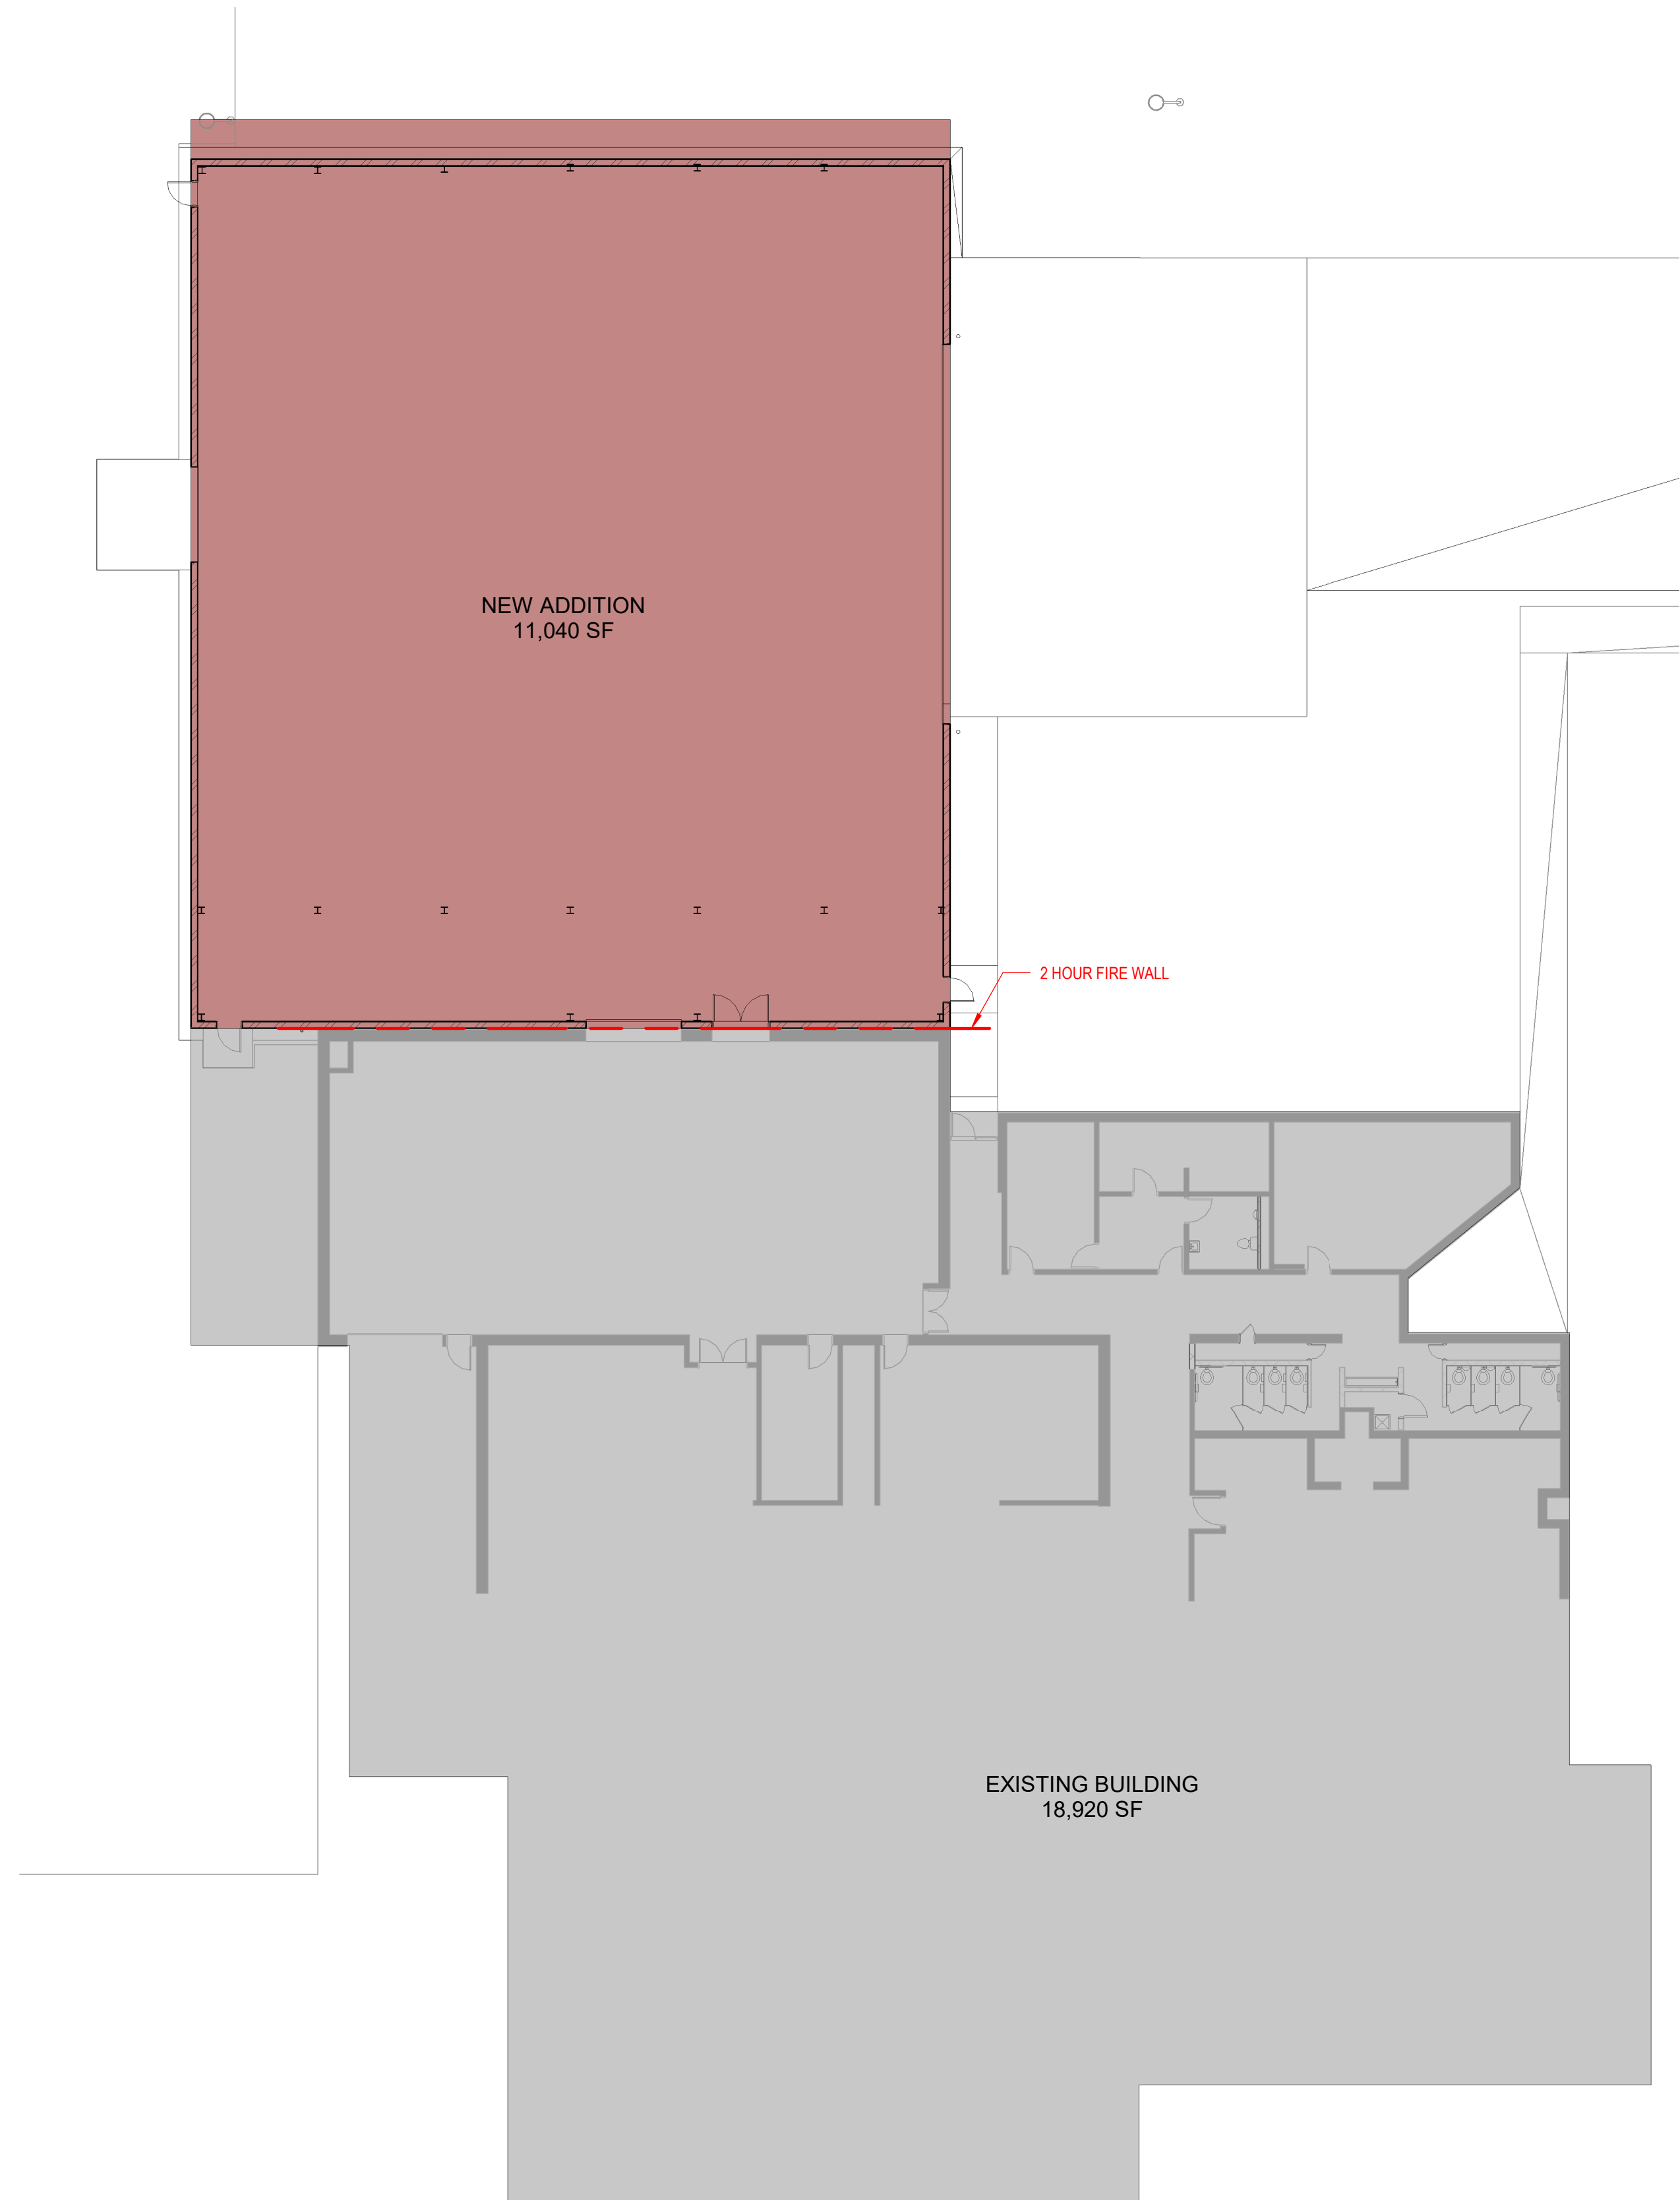 NEW ADDITION
11,040 SF
2 HOUR FIRE WALL
EXISTING BUILDING
18,920 SF